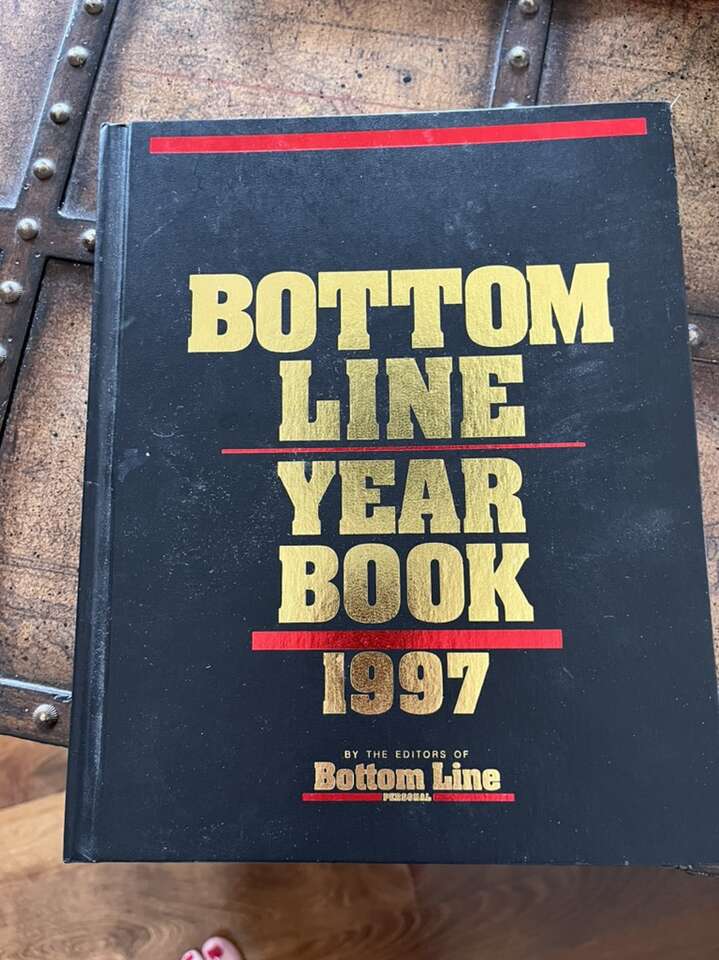 BOTTOM
LINE
YEAR
BOOK
1997
BY THE EDITORS OF
Bottom Line
PERSONAL